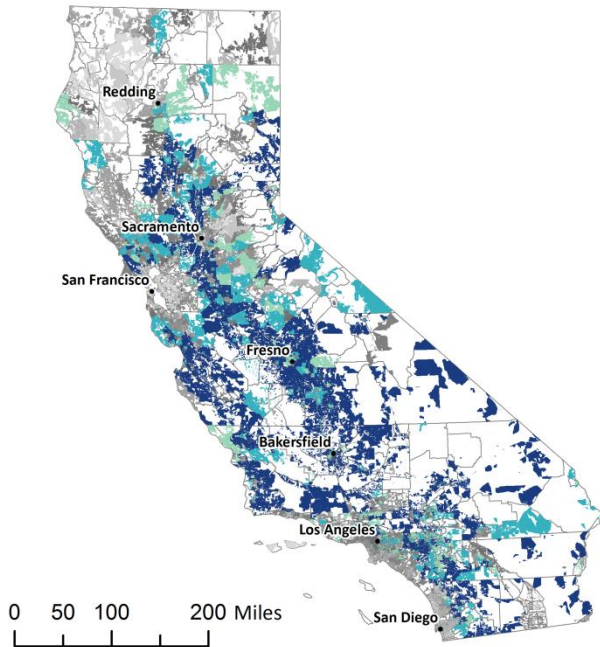 Redding
Sacramento
San Francisco
Fresno
Bakersfield
Los Angeles
San Diego
0 50 100 200 Miles